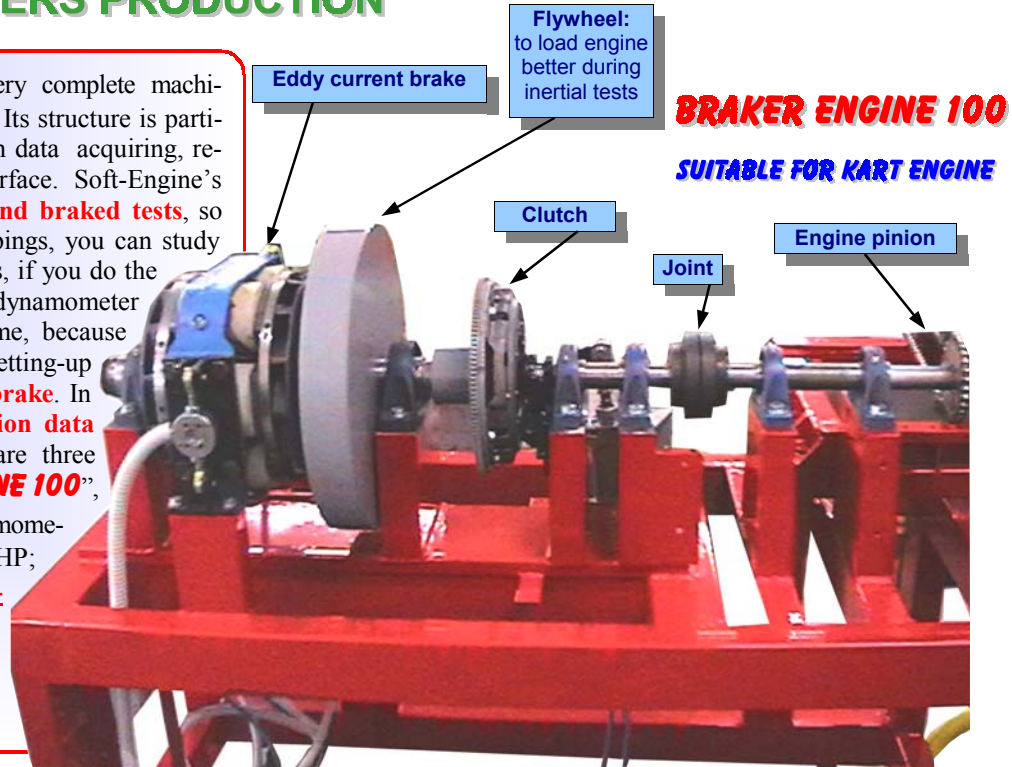 ERS PRODUCTION
ery complete machi-
Its structure is parti-
n data acquiring, re-
rface. Soft-Engine's
nd braked tests, so
pings, you can study
s, if you do the
dynamometer
me, because
etting-up
brake. In
ion data
are three
NE 100”,
mome-
HP;
Eddy current brake
Flywheel:
to load engine
better during
inertial tests
BRAKER ENGINE 100
SUITABLE FOR KART ENGINE
Clutch
Joint
Engine pinion